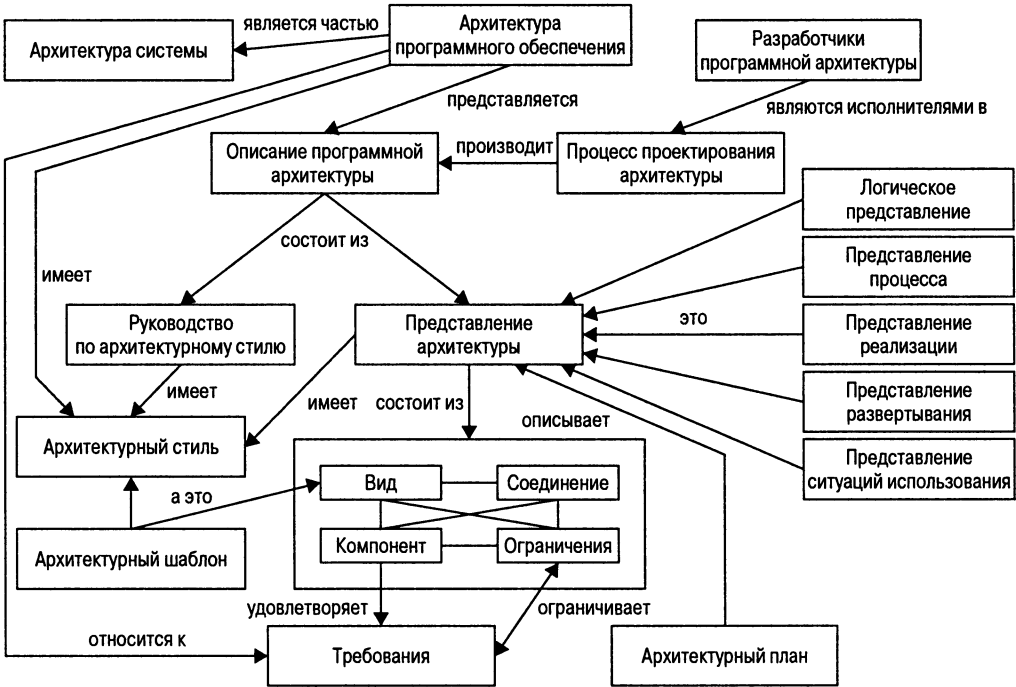 является частью
Архитектура
программного обеспечения
Архитектура системы
Разработчики
программной архитектуры
представляется
являются исполнителями в
Описание программной
архитектуры
производит
Процесс проектирования
архитектуры
Логическое
представление
состоит из
имеет
Представление
процесса
Руководство
по архитектурному стилю
Представление
архитектуры
это
Представление
реализации
имеет
имеет
состоит из
описывает
Представление
развертывания
Архитектурный стиль
Представление
ситуаций использования
а это
Вид
Соединение
Архитектурный шаблон
Компонент
Ограничения
удовлетворяет
ограничивает
относится к
Требования
Архитектурный план